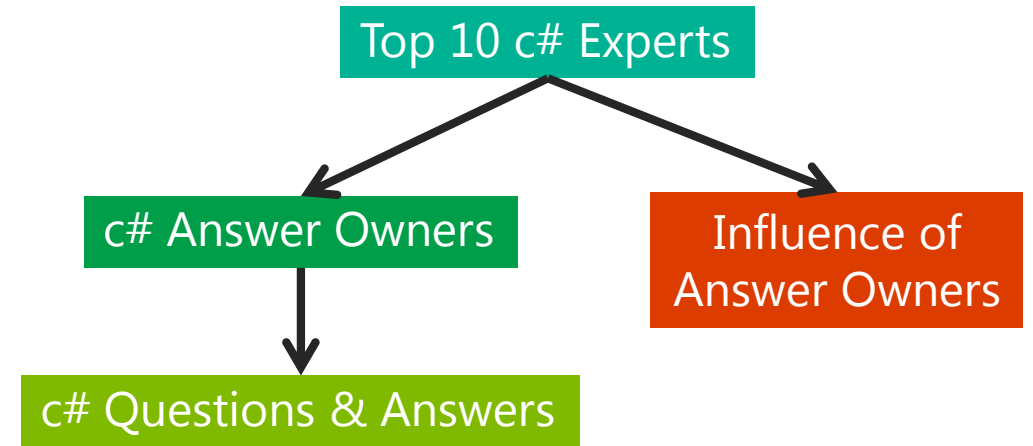 Top 10 c# Experts
c# Answer Owners
Influence of
Answer Owners
c# Questions & Answers